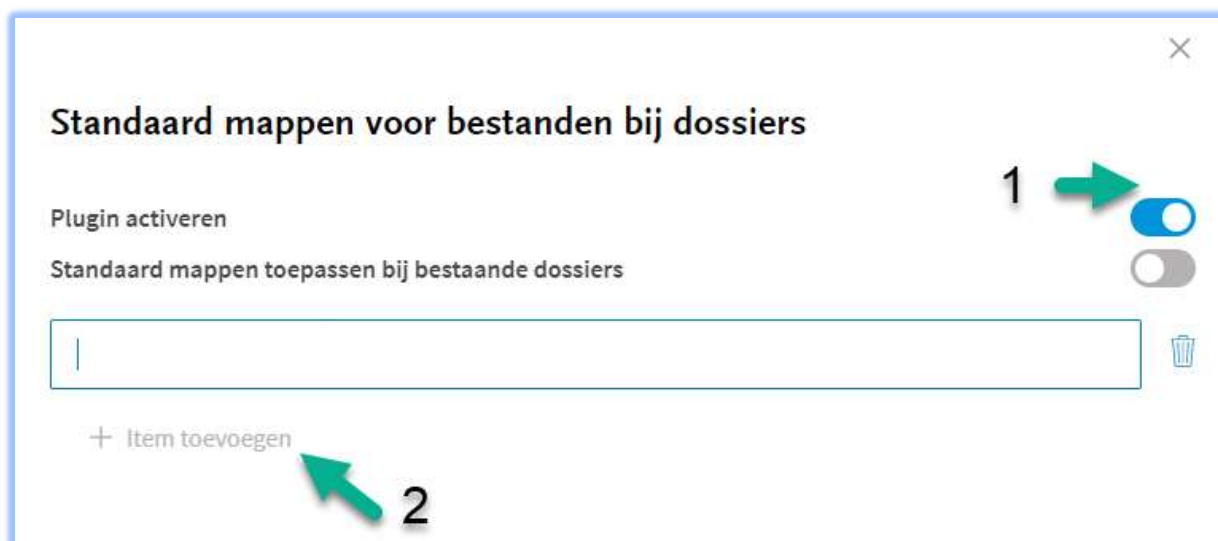 Standaard mappen voor bestanden bij dossiers
1
Plugin activeren
Standaard mappen toepassen bij bestaande dossiers
+ Item toevoegen
2